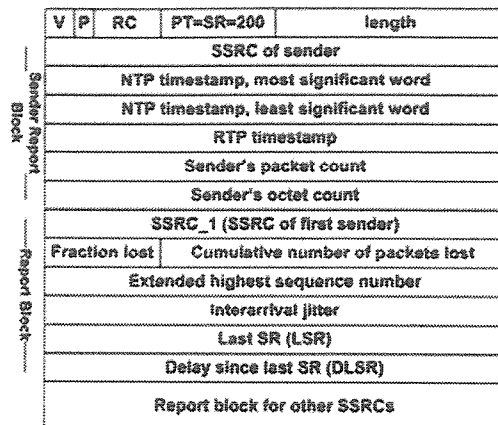 V P RC PT=SR=200 length
SSRC of sender
NTP timestamp, most significant word
NTP timestamp, least significant word
RTP timestamp
Sender's packet count
Sender's octet count
Sender Report
Block
SSRC_1 (SSRC of first sender)
Fraction lost Cumulative number of packets lost
Extended highest sequence number
Interarrival jitter
Last SR (LSR)
Delay since last SR (DLSR)
Report Block
Report block for other SSRCs